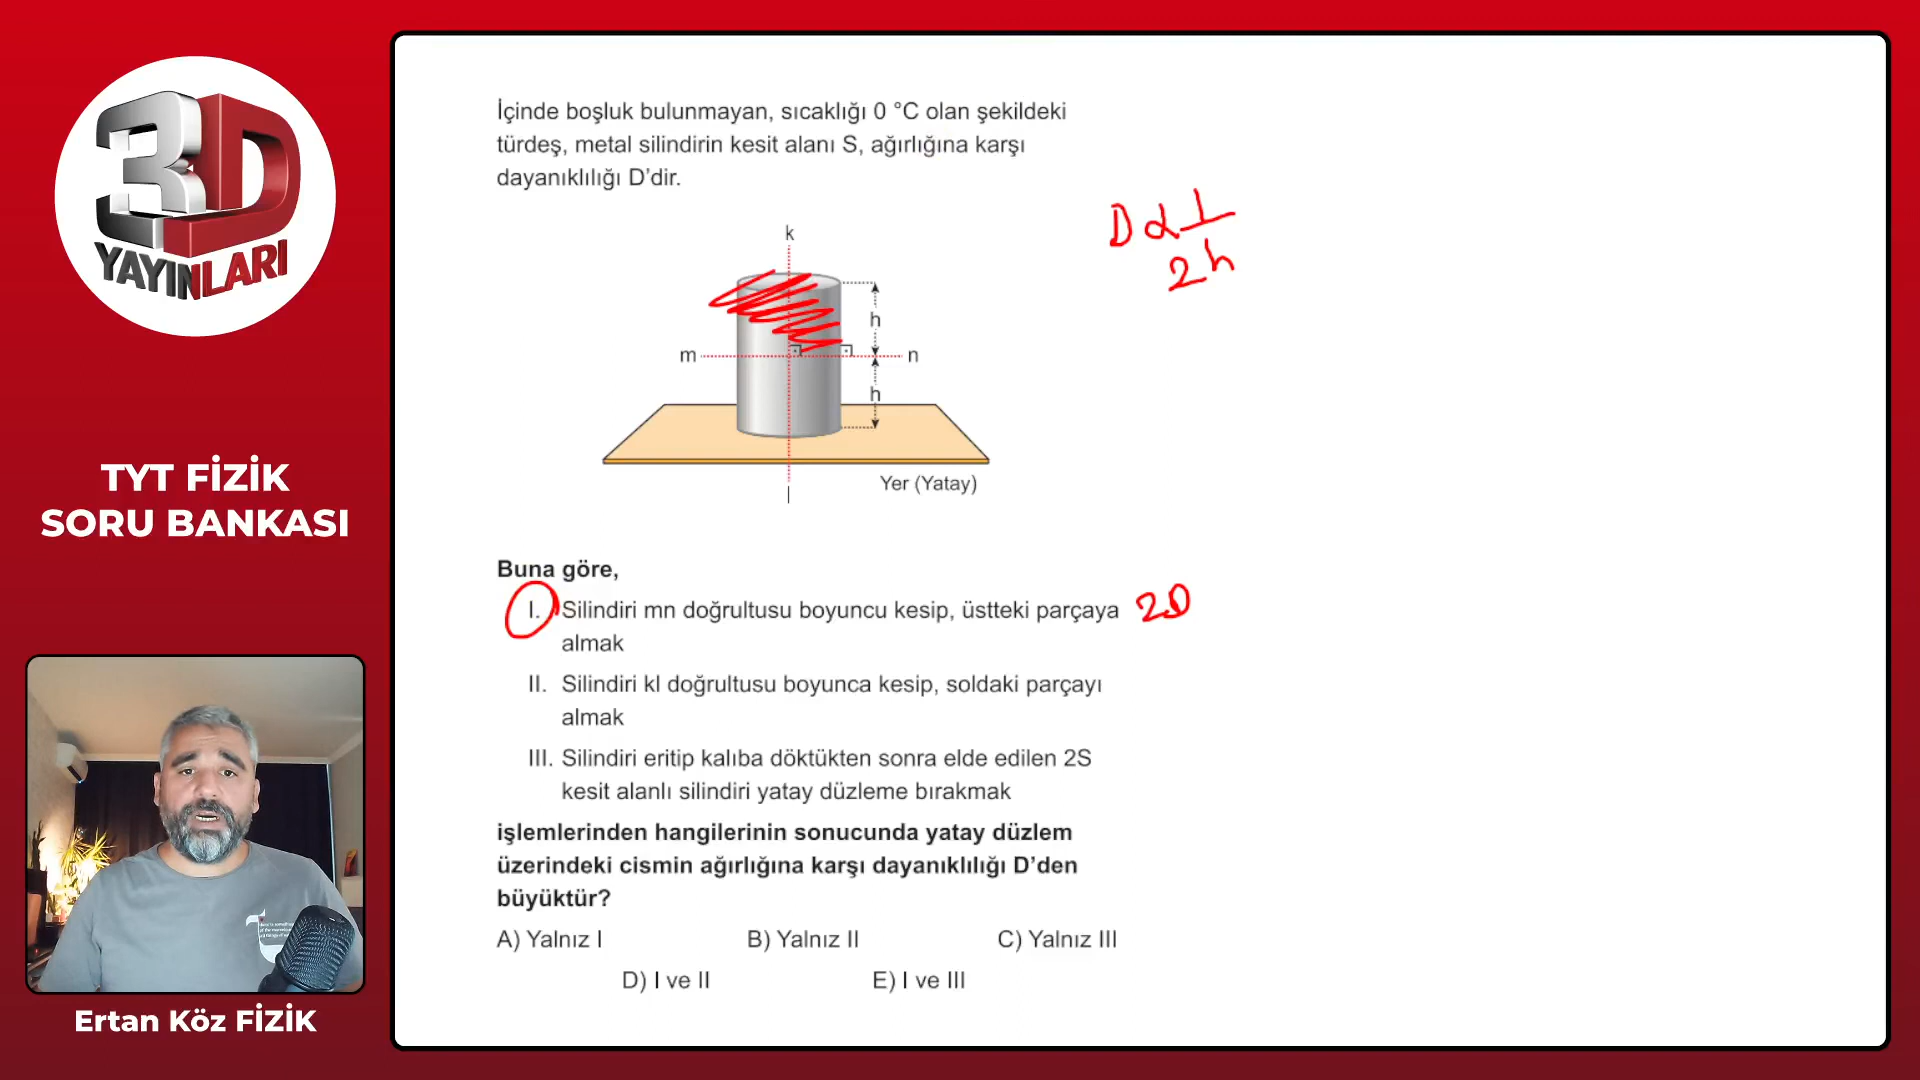 3D
YAYINLARI
TYT FİZİK
SORU BANKASI
Ertan Köz FİZİK
İçinde boşluk bulunmayan, sıcaklığı 0 °C olan şekildeki
türdeş, metal silindirin kesit alanı S, ağırlığına karşı
dayanıklılığı D'dir.
k
h
m
n
h
l
Yer (Yatay)
D α 1
2h
Buna göre,
I. Silindiri mn doğrultusu boyuncu kesip, üstteki parçaya 2D
almak
II. Silindiri kl doğrultusu boyunca kesip, soldaki parçayı
almak
III. Silindiri eritip kalıba döktükten sonra elde edilen 2S
kesit alanlı silindiri yatay düzleme bırakmak
işlemlerinden hangilerinin sonucunda yatay düzlem
üzerindeki cismin ağırlığına karşı dayanıklılığı D'den
büyüktür?
A) Yalnız I B) Yalnız II C) Yalnız III
D) I ve II E) I ve III